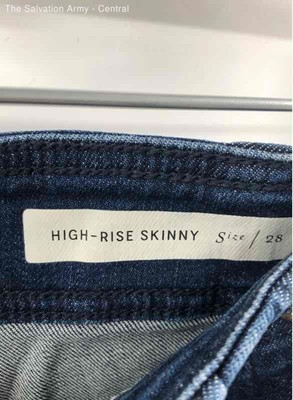 The Salvation Army - Central
HIGH-RISE SKINNY Size / 28